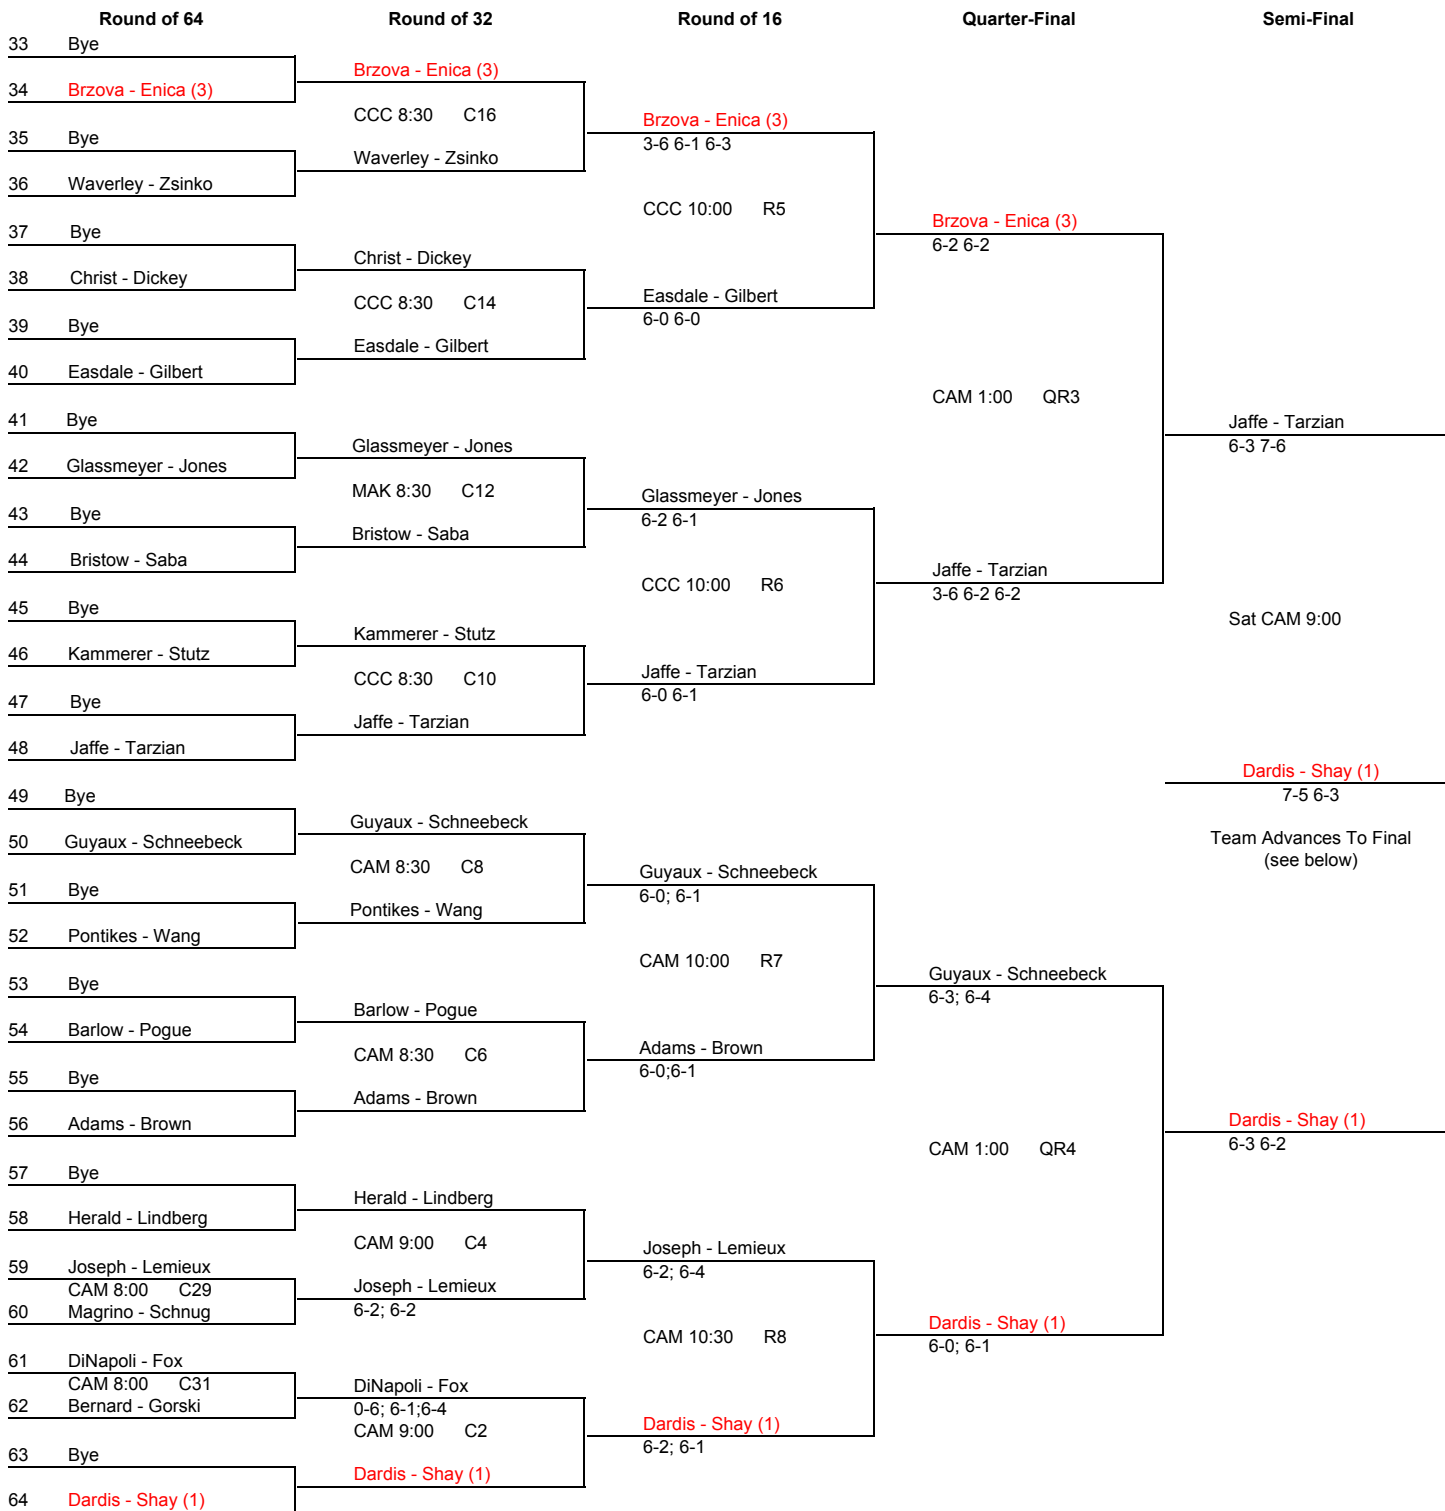 Round of 64 Round of 32 Round of 16 Quarter-Final Semi-Final
33 Bye
Brzova - Enica (3)
34 Brzova - Enica (3)
CCC 8:30 C16
Brzova - Enica (3)
35 Bye
3-6 6-1 6-3
Waverley - Zsinko
36 Waverley - Zsinko
CCC 10:00 R5
Brzova - Enica (3)
37 Bye
6-2 6-2
Christ - Dickey
38 Christ - Dickey
Easdale - Gilbert
CCC 8:30 C14
6-0 6-0
39 Bye
Easdale - Gilbert
40 Easdale - Gilbert
CAM 1:00 QR3
41 Bye
Jaffe - Tarzian
Glassmeyer - Jones
6-3 7-6
42 Glassmeyer - Jones
MAK 8:30 C12
Glassmeyer - Jones
43 Bye
6-2 6-1
Bristow - Saba
44 Bristow - Saba
Jaffe - Tarzian
CCC 10:00 R6
3-6 6-2 6-2
45 Bye
Sat CAM 9:00
Kammerer - Stutz
46 Kammerer - Stutz
Jaffe - Tarzian
CCC 8:30 C10
6-0 6-1
47 Bye
Jaffe - Tarzian
48 Jaffe - Tarzian
Dardis - Shay (1)
49 Bye
7-5 6-3
Guyaux - Schneebeck
50 Guyaux - Schneebeck
Team Advances To Final
(see below)
CAM 8:30 C8
Guyaux - Schneebeck
51 Bye
6-0; 6-1
Pontikes - Wang
52 Pontikes - Wang
CAM 10:00 R7
Guyaux - Schneebeck
53 Bye
6-3; 6-4
Barlow - Pogue
54 Barlow - Pogue
Adams - Brown
CAM 8:30 C6
6-0;6-1
55 Bye
Adams - Brown
56 Adams - Brown
Dardis - Shay (1)
6-3 6-2
CAM 1:00 QR4
57 Bye
Herald - Lindberg
58 Herald - Lindberg
CAM 9:00 C4
Joseph - Lemieux
59 Joseph - Lemieux
6-2; 6-4
CAM 8:00 C29
Joseph - Lemieux
60 Magrino - Schnug
6-2; 6-2
Dardis - Shay (1)
CAM 10:30 R8
6-0; 6-1
61 DiNapoli - Fox
CAM 8:00 C31
DiNapoli - Fox
62 Bernard - Gorski
0-6; 6-1;6-4
Dardis - Shay (1)
CAM 9:00 C2
6-2; 6-1
63 Bye
Dardis - Shay (1)
64 Dardis - Shay (1)